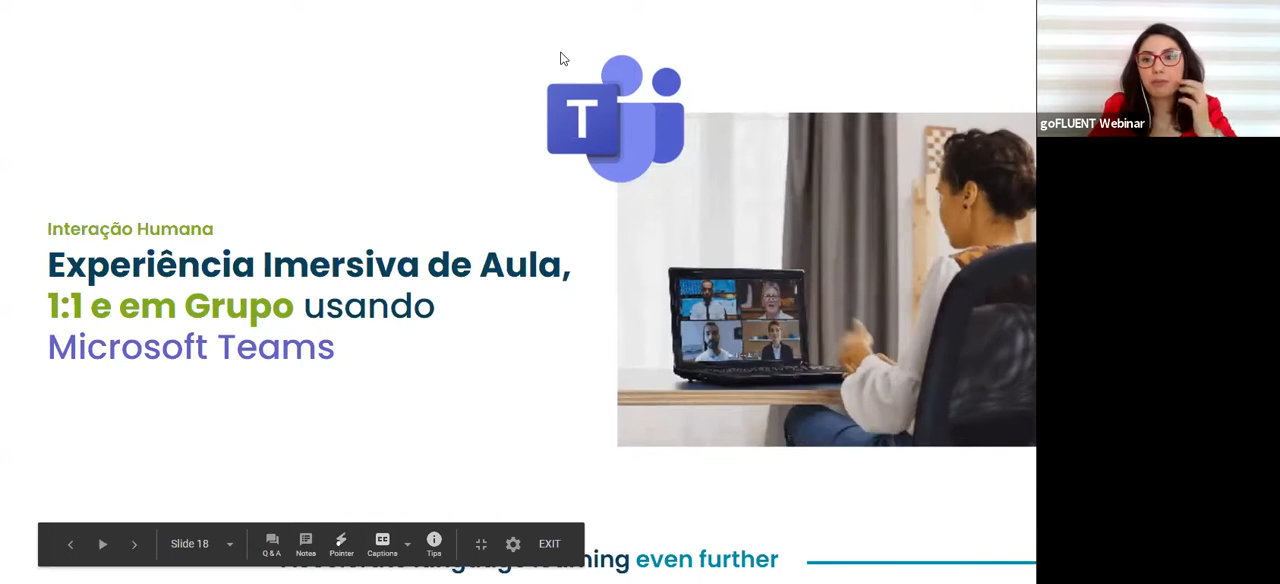 T
goFLUENT Webinar
Interação Humana
Experiência Imersiva de Aula,
1:1 e em Grupo usando
Microsoft Teams
Slide 18
Q & A
Notes
Pointer
CC
Captions
Tips
EXIT
even further